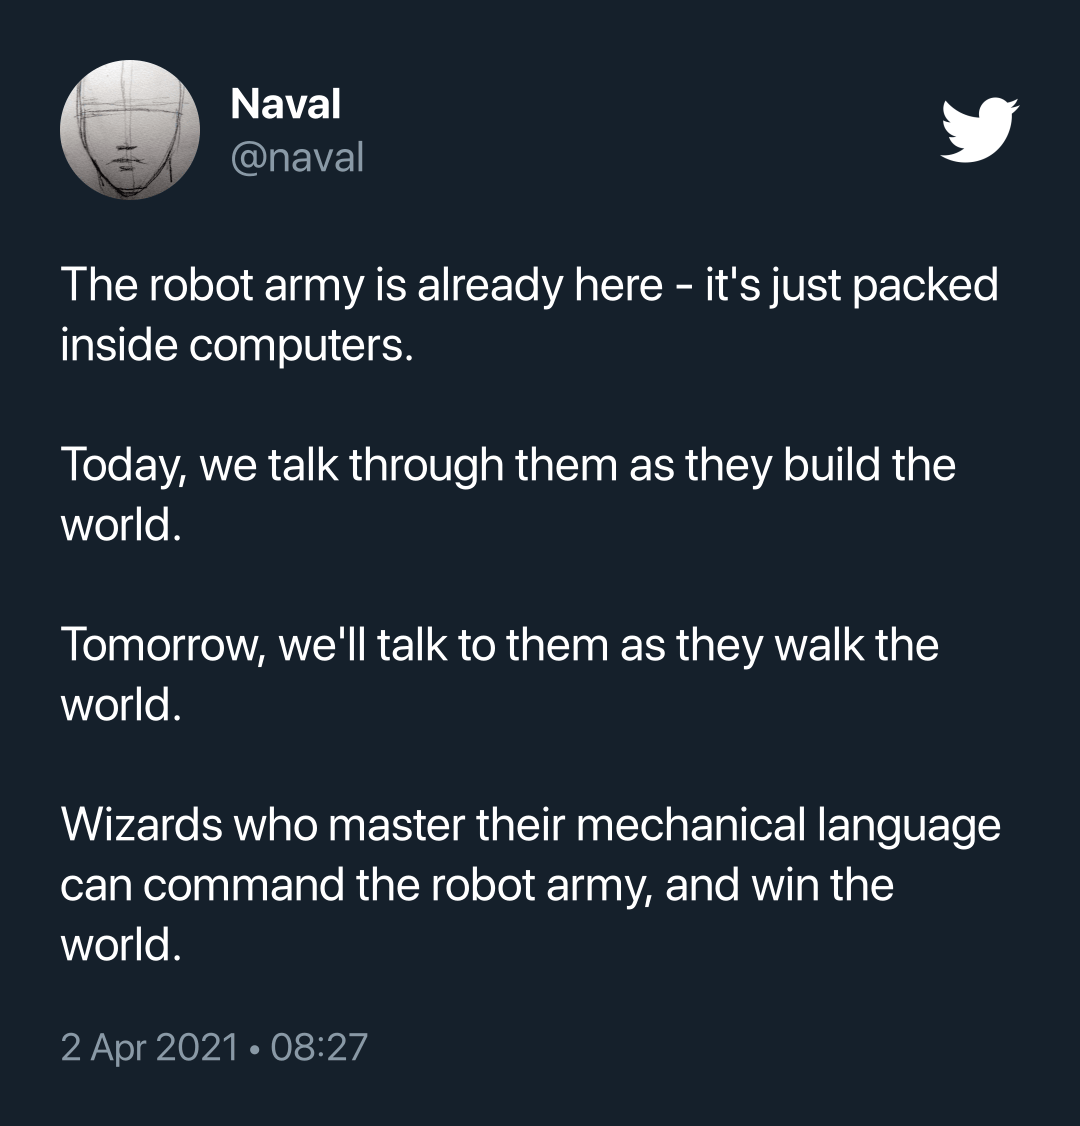 Naval
@naval
The robot army is already here - it's just packed
inside computers.
Today, we talk through them as they build the
world.
Tomorrow, we'll talk to them as they walk the
world.
Wizards who master their mechanical language
can command the robot army, and win the
world.
2 Apr 2021 • 08:27